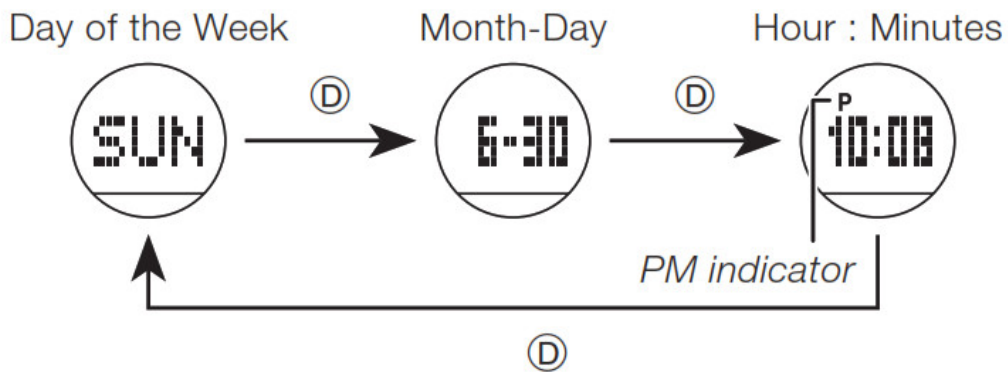 Day of the Week Month-Day Hour : Minutes
Ⓓ Ⓓ
P
SUN 6-30 10:08
PM indicator
Ⓓ